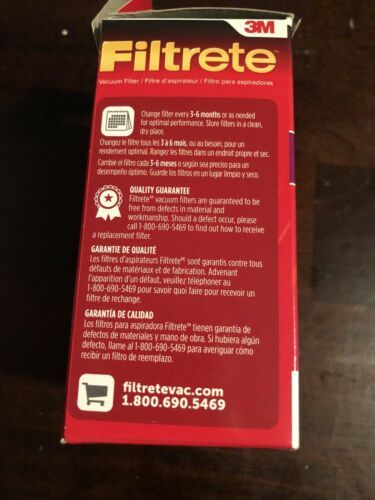 3M
Filtrete™
Vacuum Filter / Filtre d'aspirateur / Filtro para aspiradoras
Change filter every 3-6 months or as needed
for optimal performance. Store filters in a clean,
dry place.
Changez le filtre tous les 3 à 6 mois, ou au besoin, pour un
rendement optimal. Rangez les filtres dans un endroit propre et sec.
Cambie el filtro cada 3-6 meses o según sea preciso para un
desempeño óptimo. Guarde los filtros en un lugar limpio y seco.
QUALITY GUARANTEE
Filtrete™ vacuum filters are guaranteed to be
free from defects in material and
workmanship. Should a defect occur, please
call 1-800-690-5469 to find out how to receive
a replacement filter.
GARANTIE DE QUALITÉ
Les filtres d'aspirateurs Filtrete MC sont garantis contre tous
défauts de matériaux et de fabrication. Advenant
l'apparition d'un défaut, veuillez téléphoner au
1-800-690-5469 pour savoir quoi faire pour recevoir un
filtre de rechange.
GARANTÍA DE CALIDAD
Los filtros para aspiradora Filtrete™ tienen garantía de
defectos de materiales y mano de obra. Si hubiera algún
defecto, llame al 1-800-690-5469 para averiguar cómo
recibir un filtro de reemplazo.
filtretevac.com
1.800.690.5469